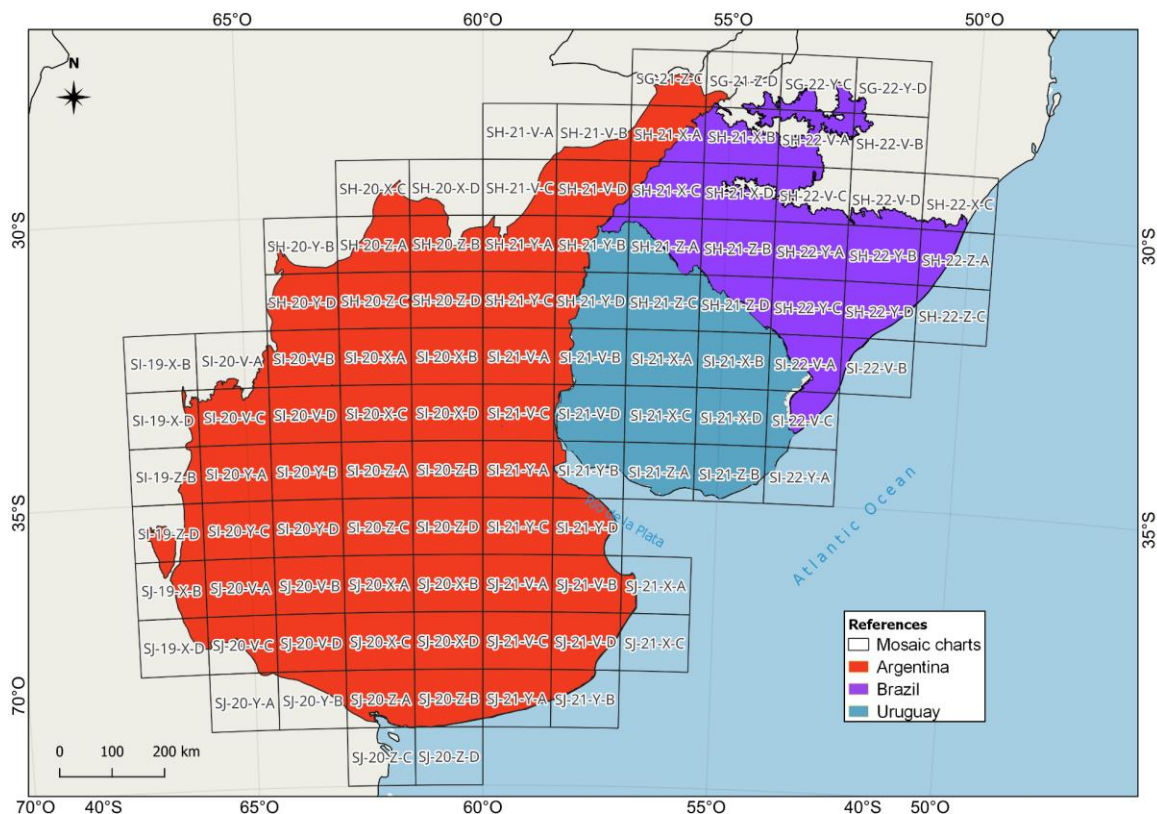 65°O 60°O 55°O 50°O
N
SG-21-Z-C SG-21-Z-D SG-22-Y-C SG-22-Y-D
SH-21-V-A SH-21-V-B SH-21-X-A SH-21-X-B SH-22-V-A SH-22-V-B
SH-20-X-C SH-20-X-D SH-21-V-C SH-21-V-D SH-21-X-C SH-21-X-D SH-22-V-C SH-22-V-D SH-22-X-C
30°S 30°S
SH-20-Y-B SH-20-Z-A SH-20-Z-B SH-21-Y-A SH-21-Y-B SH-21-Z-A SH-21-Z-B SH-22-Y-A SH-22-Y-B SH-22-Z-A
SH-20-Y-D SH-20-Z-C SH-20-Z-D SH-21-Y-C SH-21-Y-D SH-21-Z-C SH-21-Z-D SH-22-Y-C SH-22-Y-D SH-22-Z-C
SI-19-X-B SI-20-V-A SI-20-V-B SI-20-X-A SI-20-X-B SI-21-V-A SI-21-V-B SI-21-X-A SI-21-X-B SI-22-V-A SI-22-V-B
SI-19-X-D SI-20-V-C SI-20-V-D SI-20-X-C SI-20-X-D SI-21-V-C SI-21-V-D SI-21-X-C SI-21-X-D SI-22-V-C
SI-19-Z-B SI-20-Y-A SI-20-Y-B SI-20-Z-A SI-20-Z-B SI-21-Y-A SI-21-Y-B SI-21-Z-A SI-21-Z-B SI-22-Y-A
35°S 35°S
Rio de la Plata
Atlantic Ocean
SI-19-Z-D SI-20-Y-C SI-20-Y-D SI-20-Z-C SI-20-Z-D SI-21-Y-C SI-21-Y-D
SJ-19-X-B SJ-20-V-A SJ-20-V-B SJ-20-X-A SJ-20-X-B SJ-21-V-A SJ-21-V-B SJ-21-X-A
SJ-19-X-D SJ-20-V-C SJ-20-V-D SJ-20-X-C SJ-20-X-D SJ-21-V-C SJ-21-V-D SJ-21-X-C
70°O
SJ-20-Y-A SJ-20-Y-B SJ-20-Z-A SJ-20-Z-B SJ-21-Y-A SJ-21-Y-B
SJ-20-Z-C SJ-20-Z-D
References
Mosaic charts
Argentina
Brazil
Uruguay
0 100 200 km
70°O 40°S 65°O 60°O 55°O 40°S 50°O